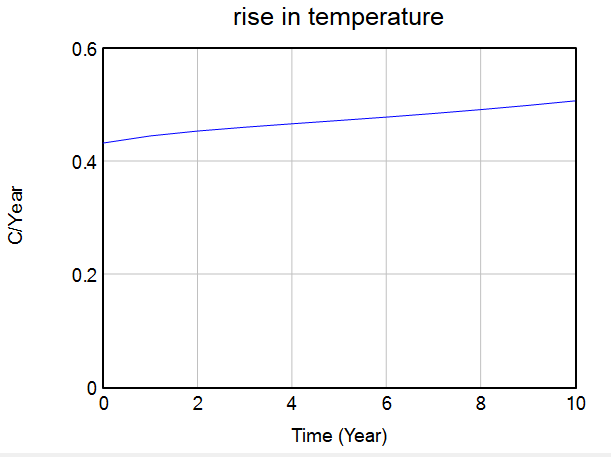 rise in temperature
0.6
0.4
C/Year
0.2
0
0 2 4 6 8 10
Time (Year)